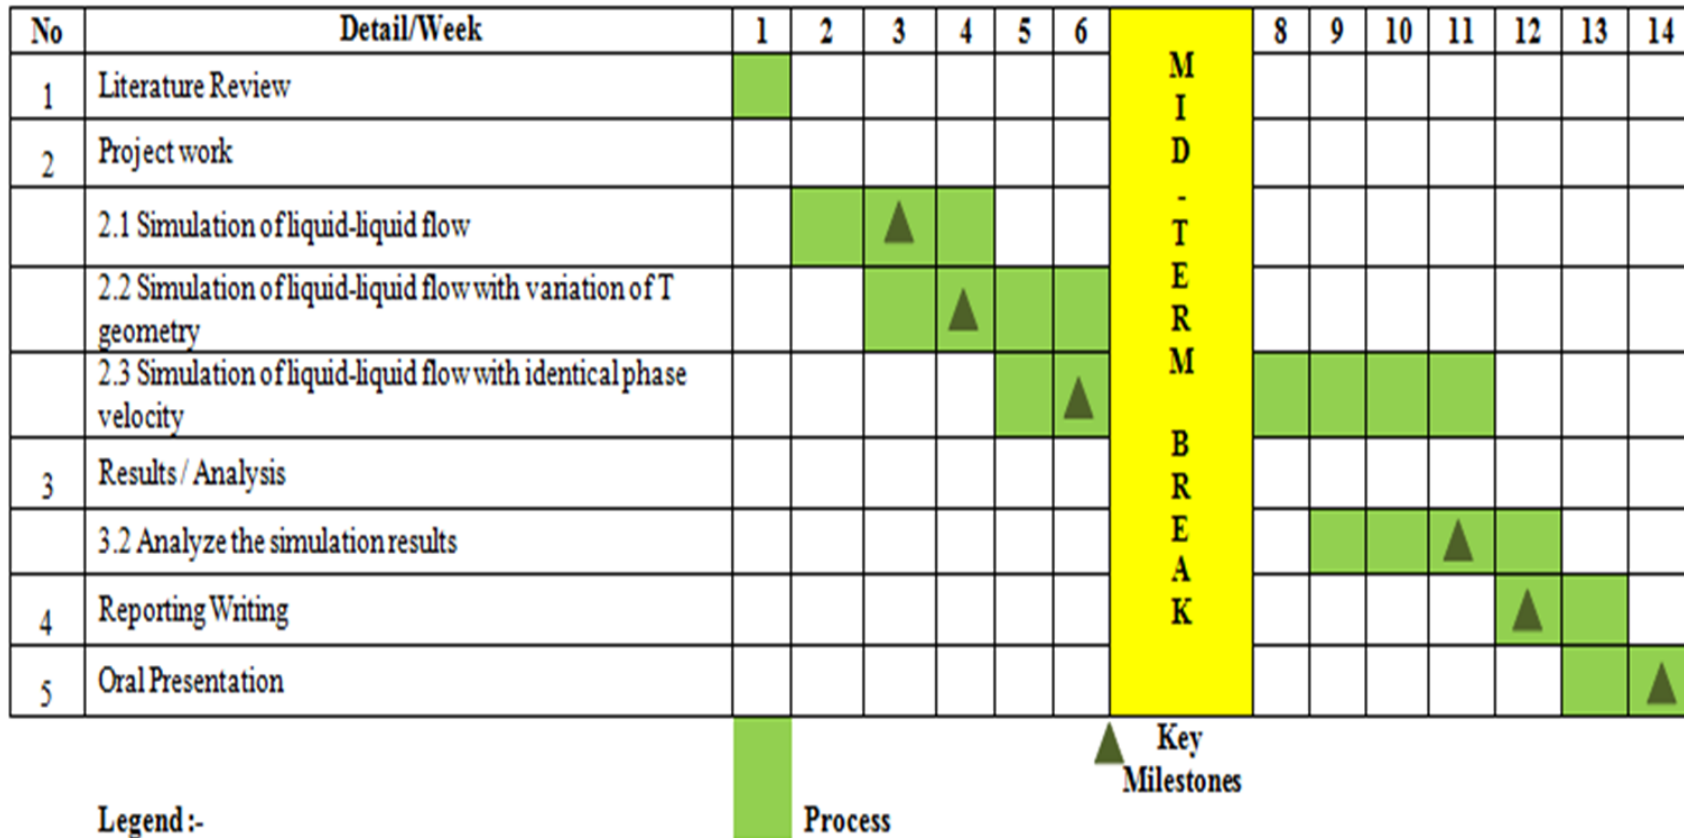 No Detail/Week 1 2 3 4 5 6 8 9 10 11 12 13 14
MID-TERM BREAK
1 Literature Review
2 Project work
2.1 Simulation of liquid-liquid flow
2.2 Simulation of liquid-liquid flow with variation of T
geometry
2.3 Simulation of liquid-liquid flow with identical phase
velocity
3 Results / Analysis
3.2 Analyze the simulation results
4 Reporting Writing
5 Oral Presentation
Key
Milestones
Legend :- Process